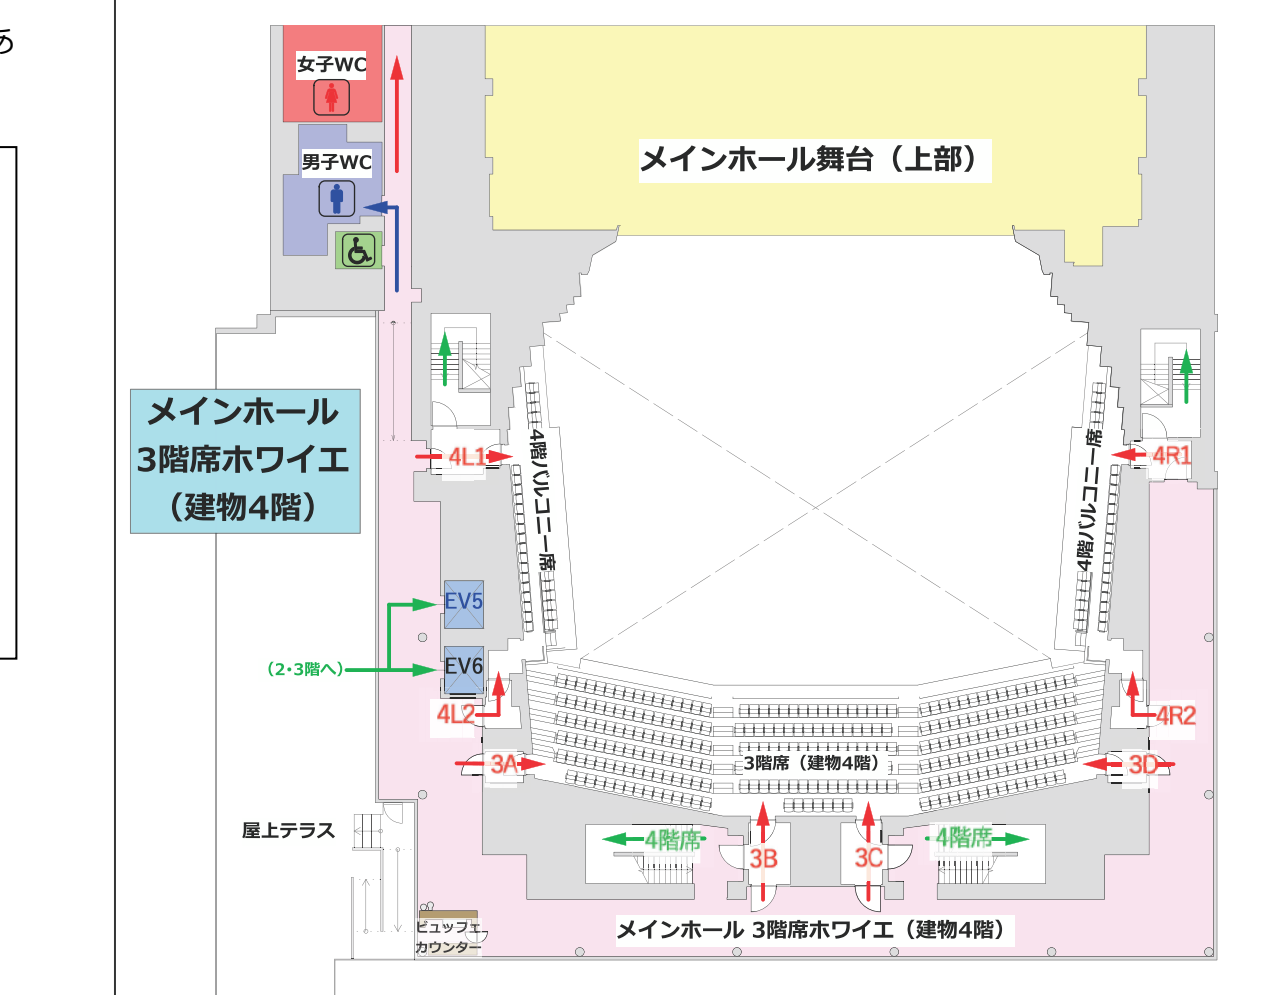 あ
女子WC
男子WC
メインホール舞台（上部）
メインホール
3階席ホワイエ
（建物4階）
4L1
4階バルコニー席
4階バルコニー席
4R1
EV5
EV6
（2・3階へ）
4L2
4R2
3A
3階席（建物4階）
3D
屋上テラス
4階席
3B
3C
4階席
ビュッフェ
カウンター
メインホール 3階席ホワイエ（建物4階）